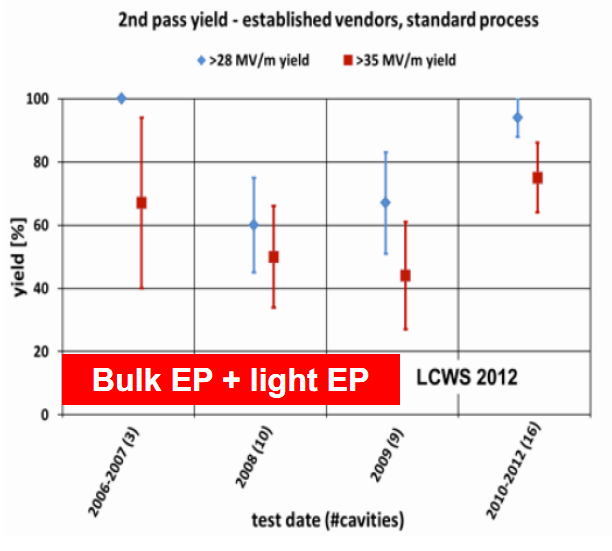 2nd pass yield - established vendors, standard process
>28 MV/m yield >35 MV/m yield
100
80
60
40
20
0
yield [%]
Bulk EP + light EP
LCWS 2012
2006-2007 (3)
2008 (10)
2009 (9)
2010-2012 (16)
test date (#cavities)